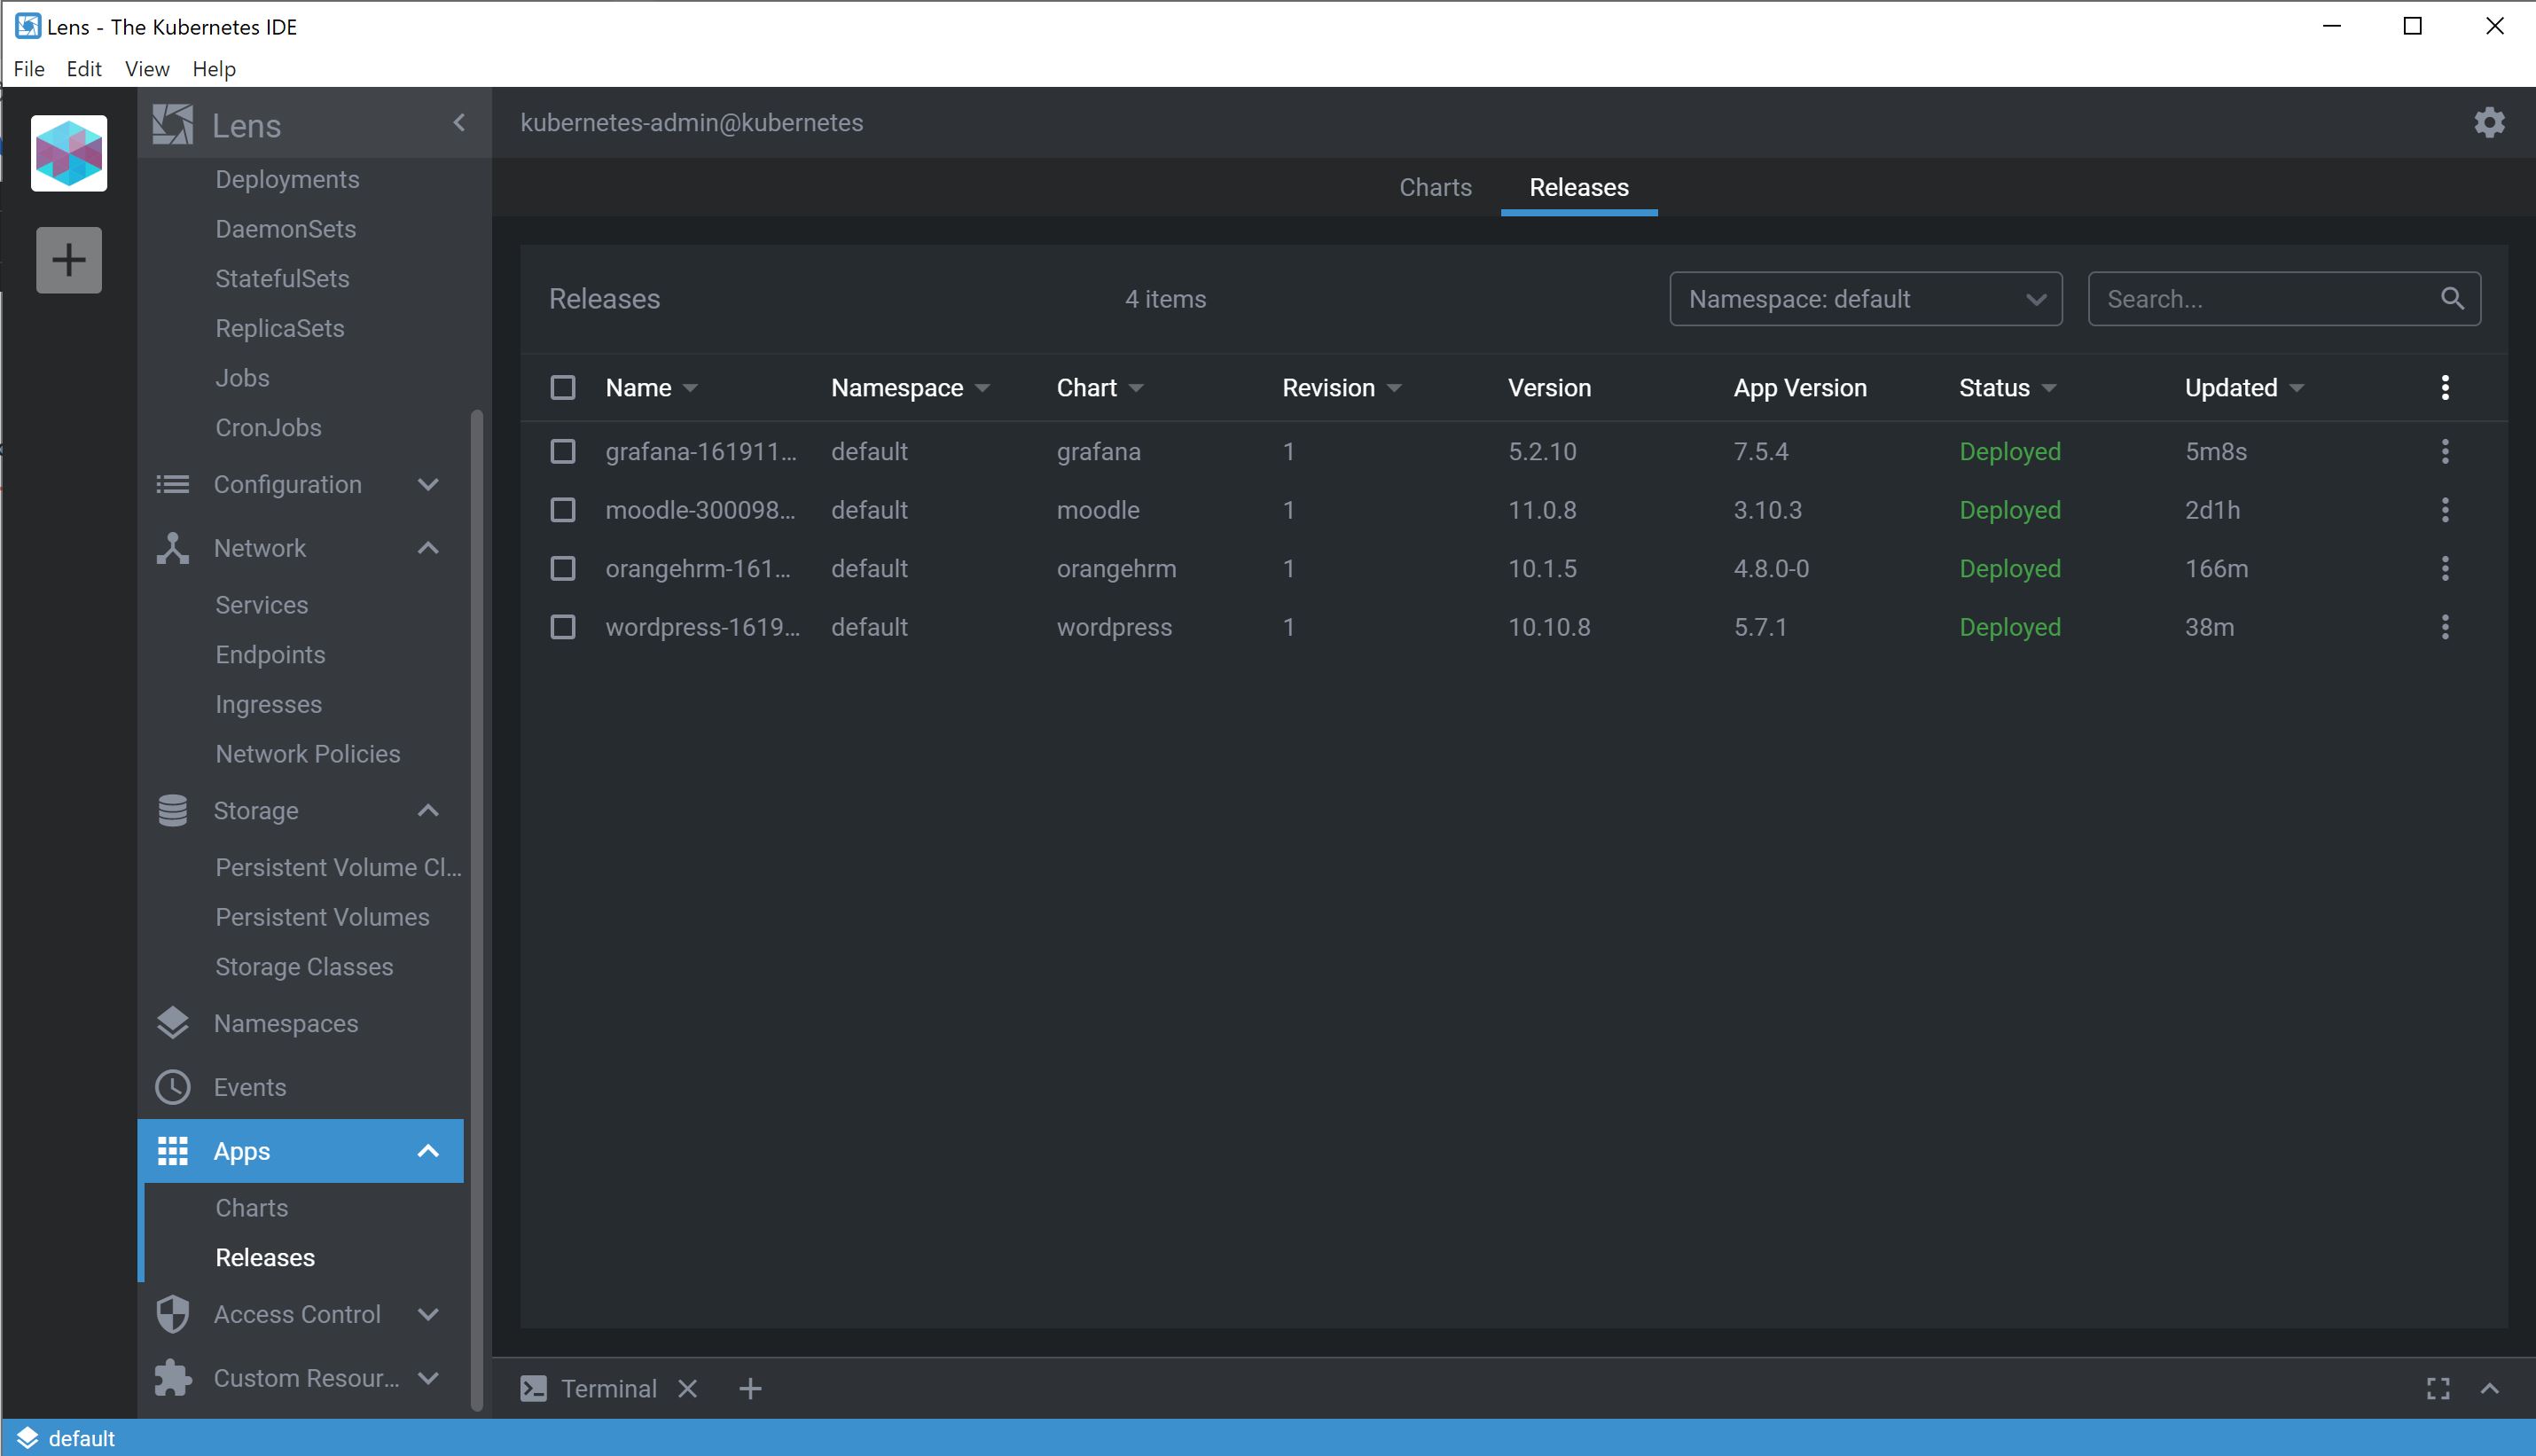 Lens - The Kubernetes IDE
File Edit View Help
Lens
kubernetes-admin@kubernetes
Deployments
DaemonSets
StatefulSets
ReplicaSets
Jobs
CronJobs
Configuration
Network
Services
Endpoints
Ingresses
Network Policies
Storage
Persistent Volume Cl...
Persistent Volumes
Storage Classes
Namespaces
Events
Apps
Charts
Releases
Access Control
Custom Resour...
Charts Releases
Releases 4 items Namespace: default Search...
Name Namespace Chart Revision Version App Version Status Updated
grafana-161911... default grafana 1 5.2.10 7.5.4 Deployed 5m8s
moodle-300098... default moodle 1 11.0.8 3.10.3 Deployed 2d1h
orangehrm-161... default orangehrm 1 10.1.5 4.8.0-0 Deployed 166m
wordpress-1619... default wordpress 1 10.10.8 5.7.1 Deployed 38m
Terminal
default